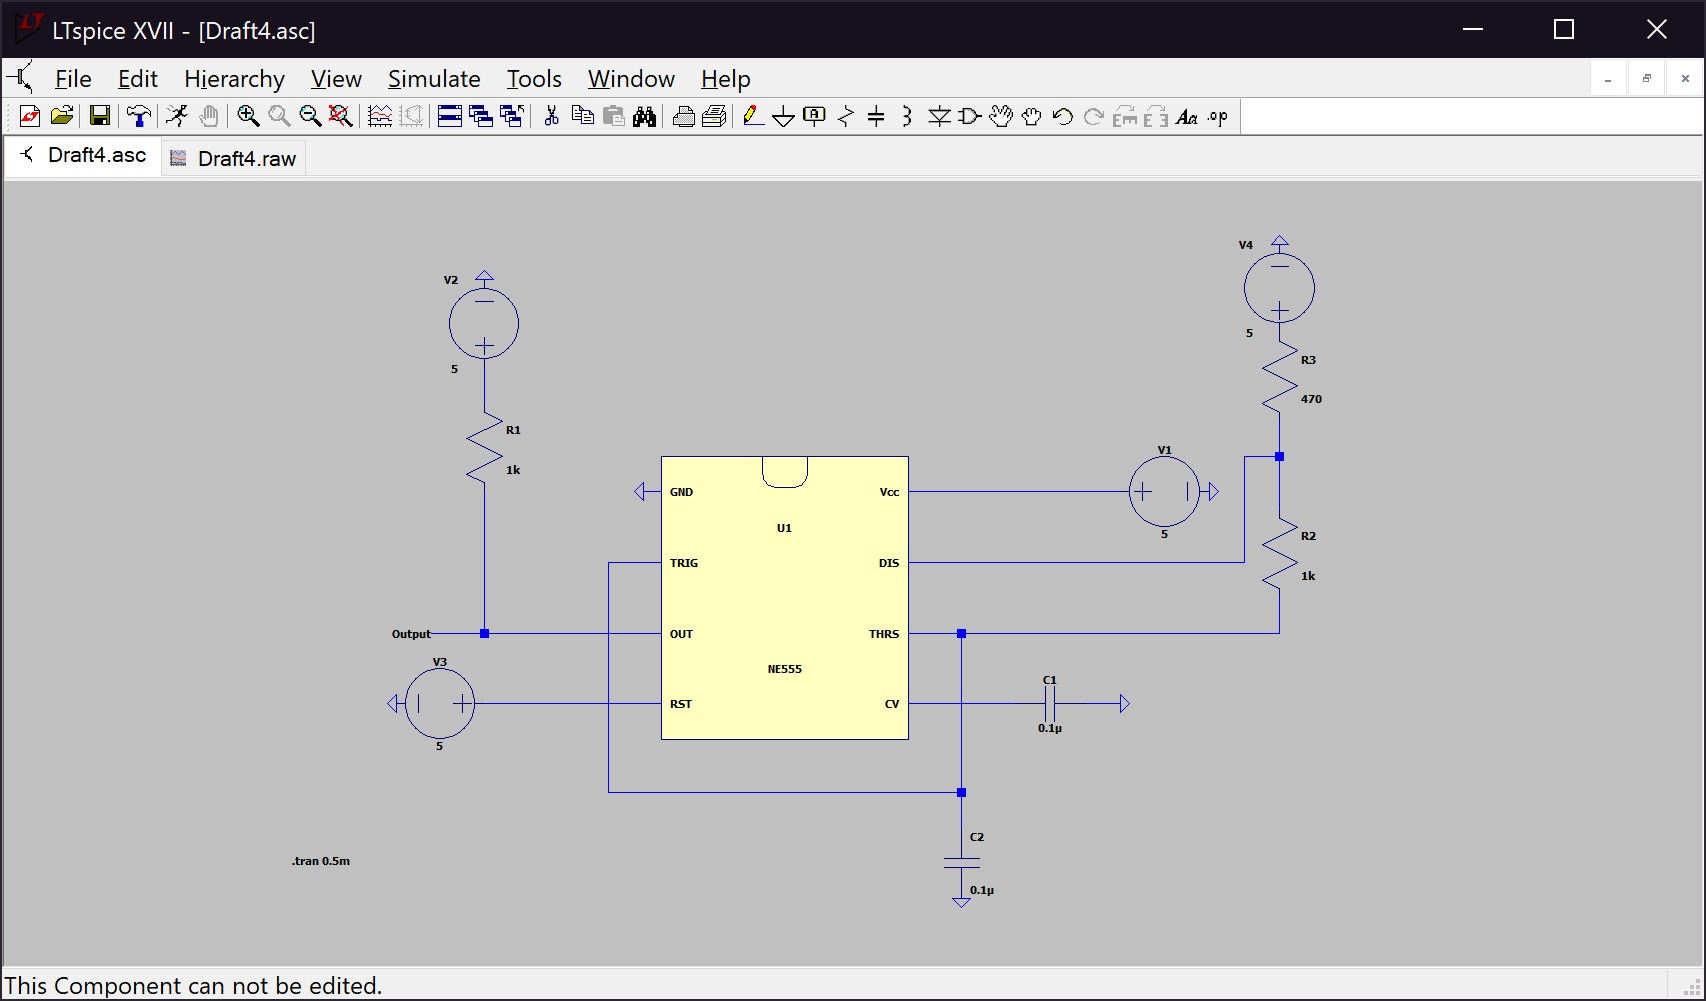 LTspice XVII - [Draft4.asc]
File Edit Hierarchy View Simulate Tools Window Help
Draft4.asc Draft4.raw
V4
V2
5
5
R3
470
R1
1k
V1
5
GND Vcc
U1
TRIG DIS
R2
1k
Output
OUT THRS
V3
5
NE555
RST CV
C1
0.1µ
C2
0.1µ
.tran 0.5m
This Component can not be edited.